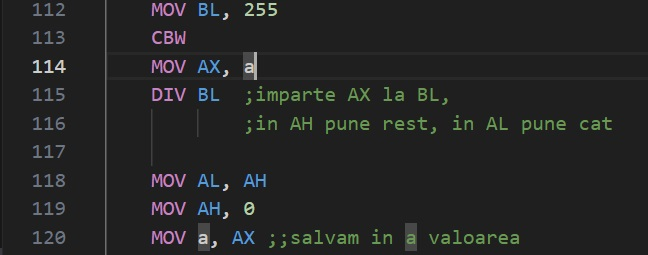 112 MOV BL, 255
113 CBW
114 MOV AX, a
115 DIV BL ;imparte AX la BL,
116 ;in AH pune rest, in AL pune cat
117
118 MOV AL, AH
119 MOV AH, 0
120 MOV a, AX ;;salvam in a valoarea